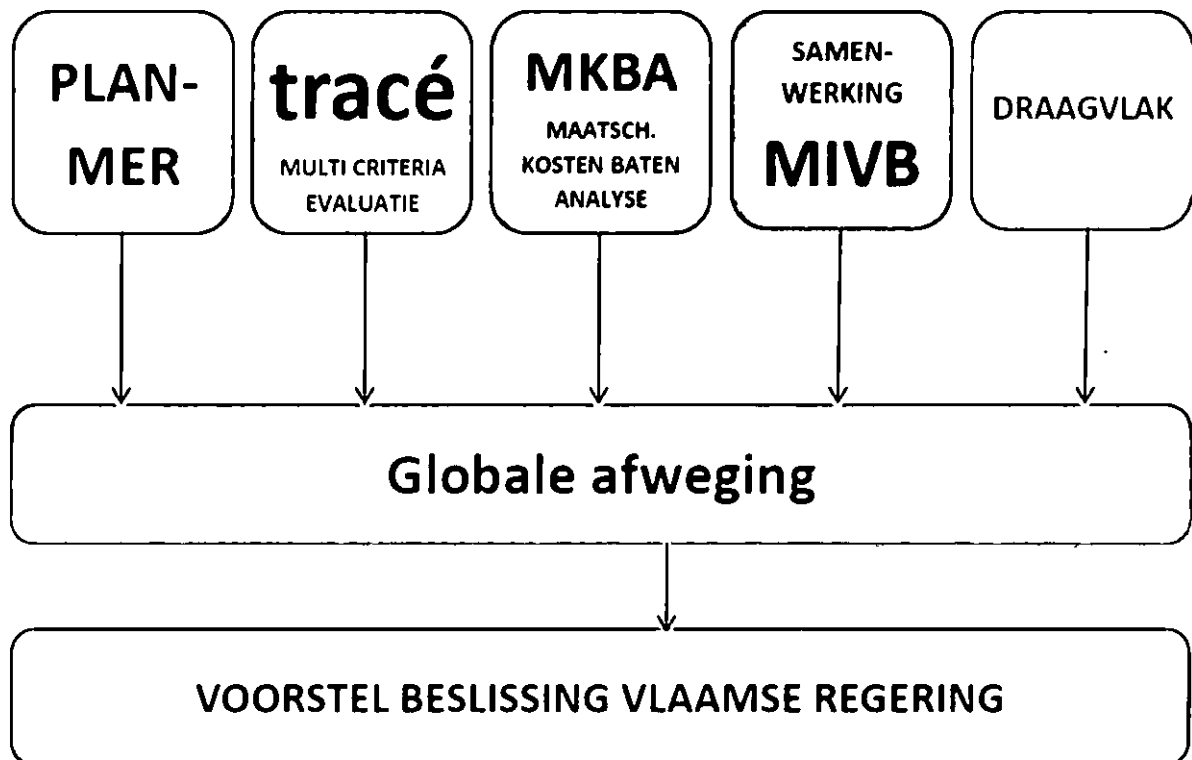 PLAN-
MER
tracé
MULTI CRITERIA
EVALUATIE
MKBA
MAATSCH.
KOSTEN BATEN
ANALYSE
SAMEN-
WERKING
MIVB
DRAAGVLAK
Globale afweging
VOORSTEL BESLISSING VLAAMSE REGERING